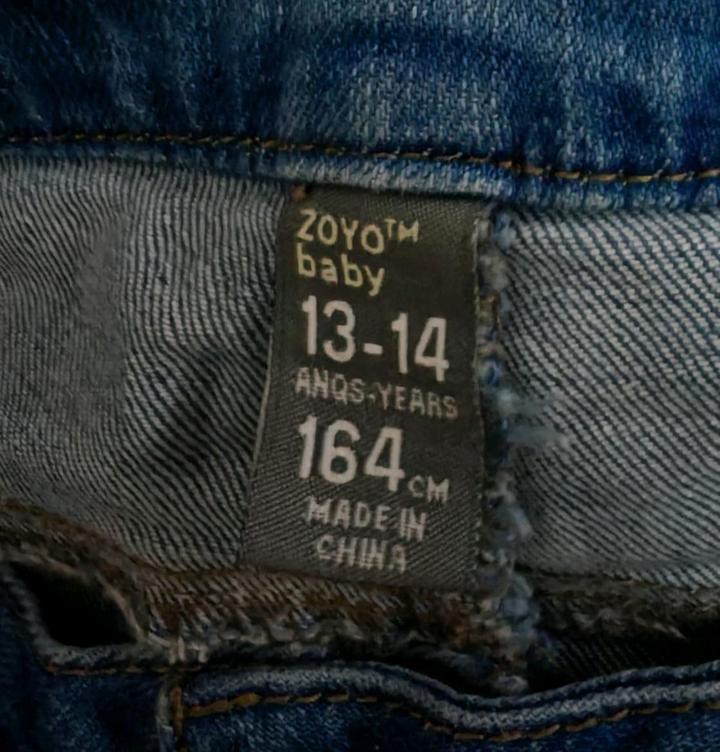 ZOYO™
baby
13-14
ANQS-YEARS
164CM
MADE IN
CHINA